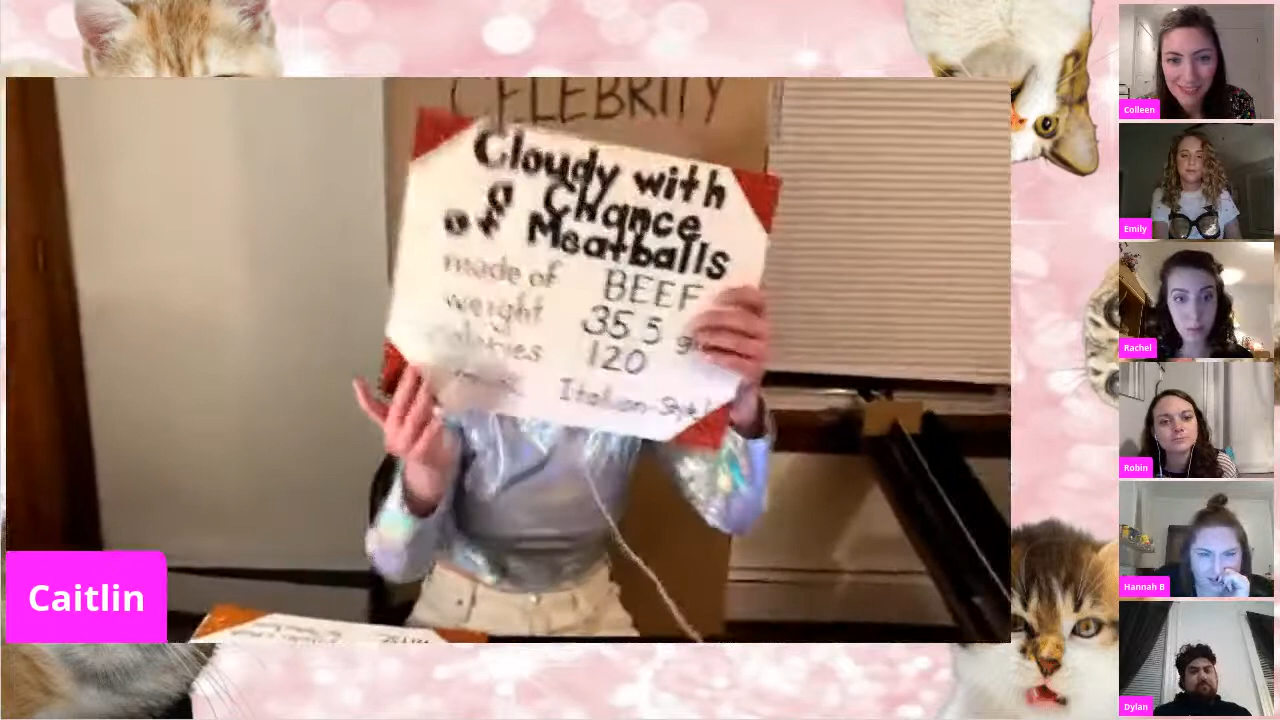 CELEBRITY
Cloudy with
a Chance
of Meatballs
made of BEEF
weight 35.5
calories 120
Italian-Style
Caitlin
Colleen
Emily
Rachel
Robin
Hannah B
Dylan